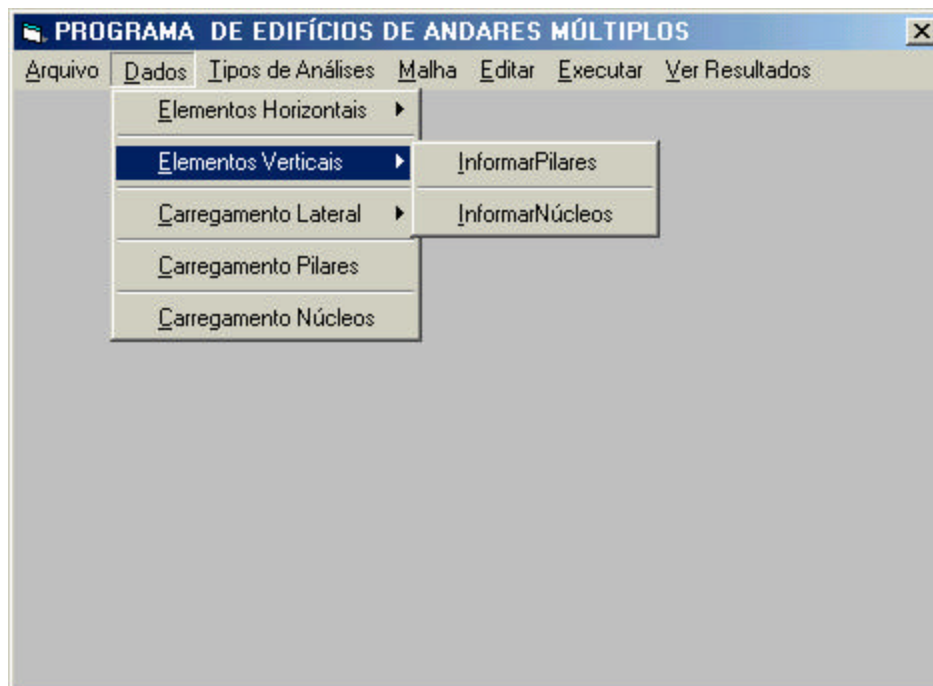 PROGRAMA DE EDIFÍCIOS DE ANDARES MÚLTIPLOS
Arquivo Dados Tipos de Análises Malha Editar Executar Ver Resultados
Elementos Horizontais
Elementos Verticais InformarPilares
Carregamento Lateral InformarNúcleos
Carregamento Pilares
Carregamento Núcleos